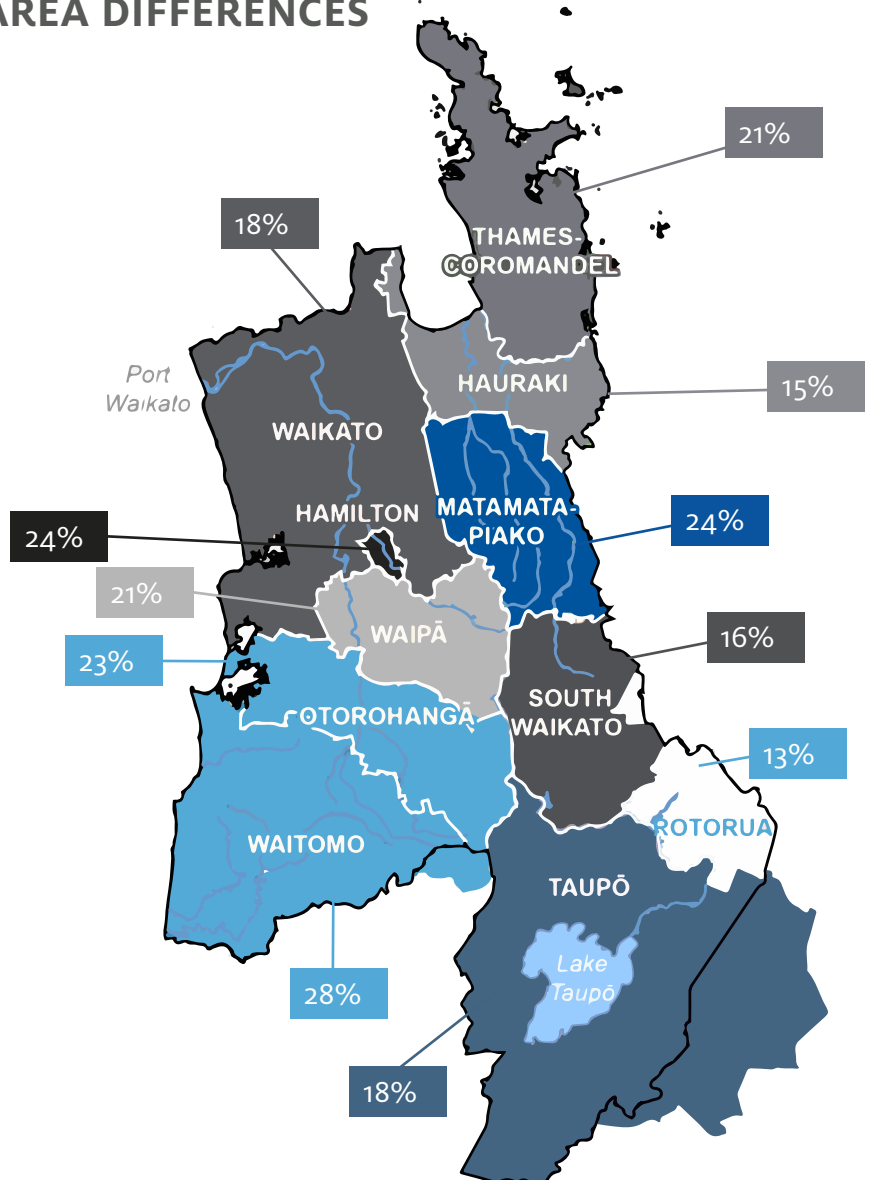 AREA DIFFERENCES
21%
18%
THAMES-
COROMANDEL
Port
Waikato
HAURAKI
15%
WAIKATO
HAMILTON
MATAMATA-
PIAKO
24%
24%
21%
WAIPĀ
23%
16%
SOUTH
WAIKATO
OTOROHANGĀ
13%
ROTORUA
WAITOMO
TAUPŌ
Lake
Taupō
28%
18%